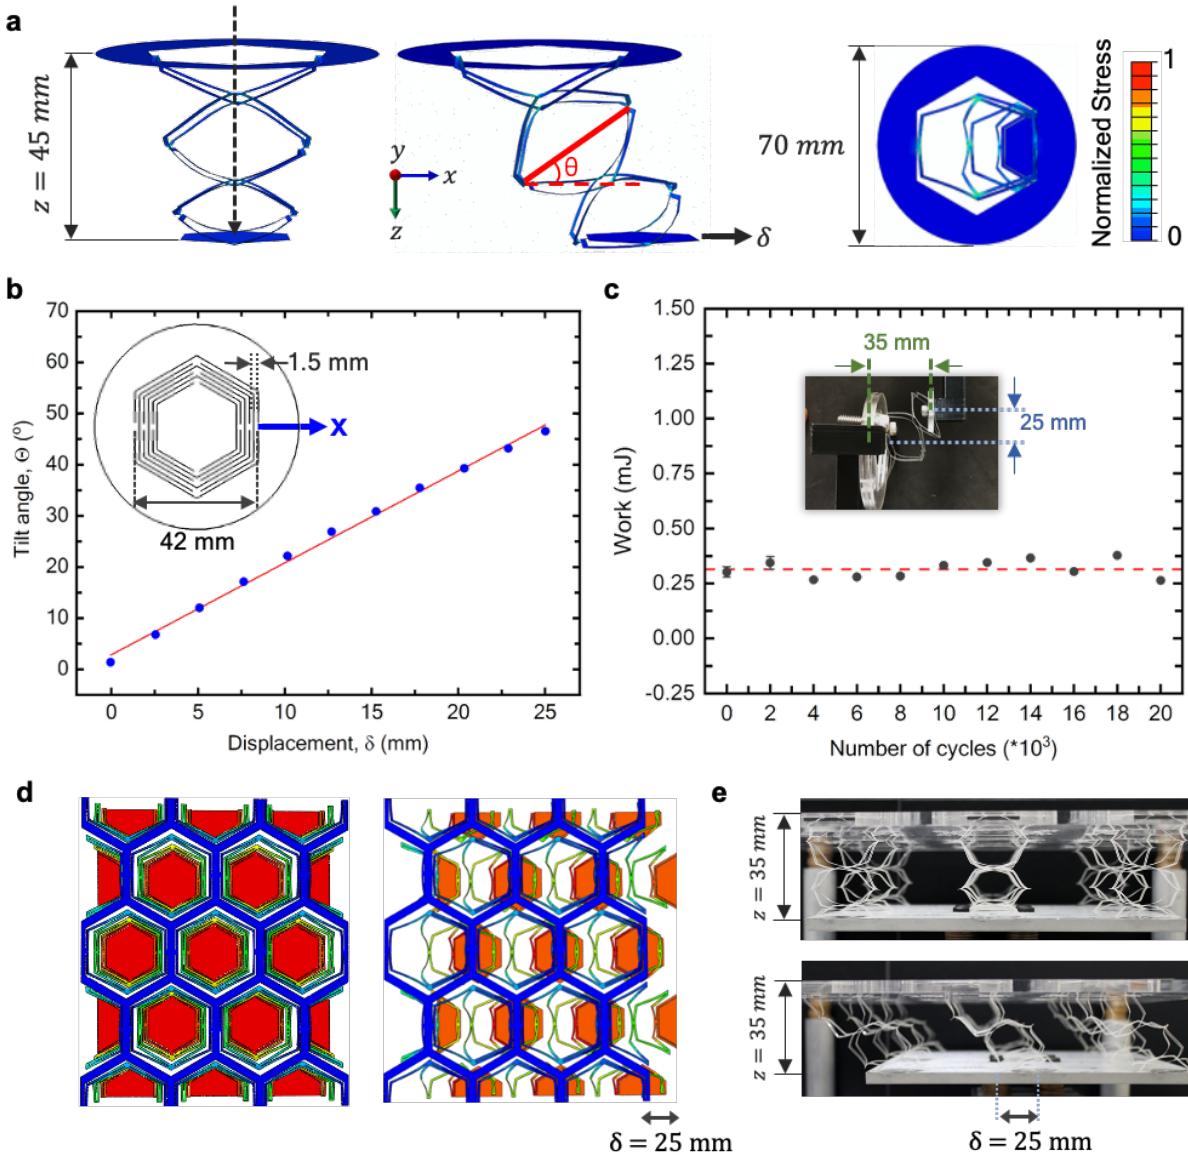 a
z = 45 mm
y
x
z
θ
δ
70 mm
Normalized Stress
1
0
b
70
60
50
40
30
20
10
0
Tilt angle, Θ (º)
1.5 mm
X
42 mm
0 5 10 15 20 25
Displacement, δ (mm)
c
1.50
1.25
1.00
0.75
0.50
0.25
0.00
-0.25
Work (mJ)
35 mm
25 mm
0 2 4 6 8 10 12 14 16 18 20
Number of cycles (*10³)
d
δ = 25 mm
e
z = 35 mm
z = 35 mm
δ = 25 mm